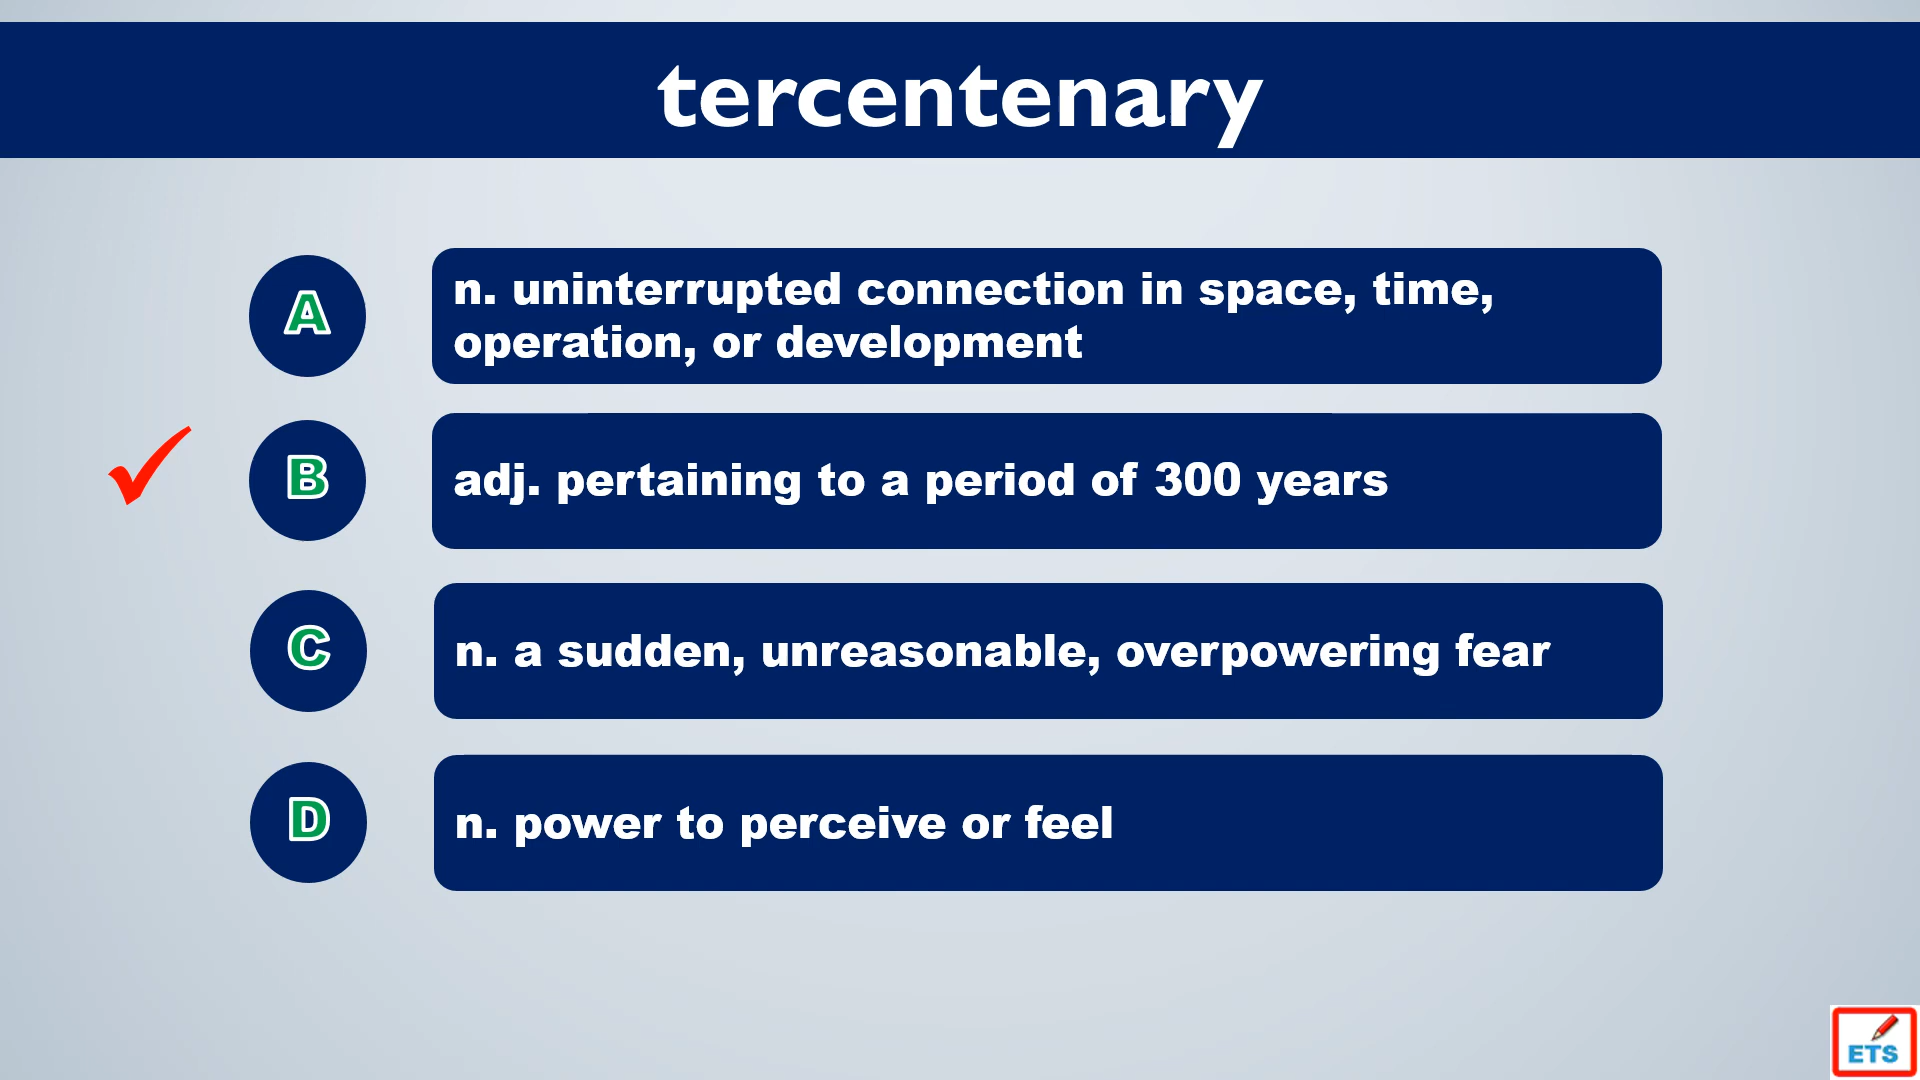 tercentenary
A
n. uninterrupted connection in space, time,
operation, or development
B
adj. pertaining to a period of 300 years
C
n. a sudden, unreasonable, overpowering fear
D
n. power to perceive or feel
ETS